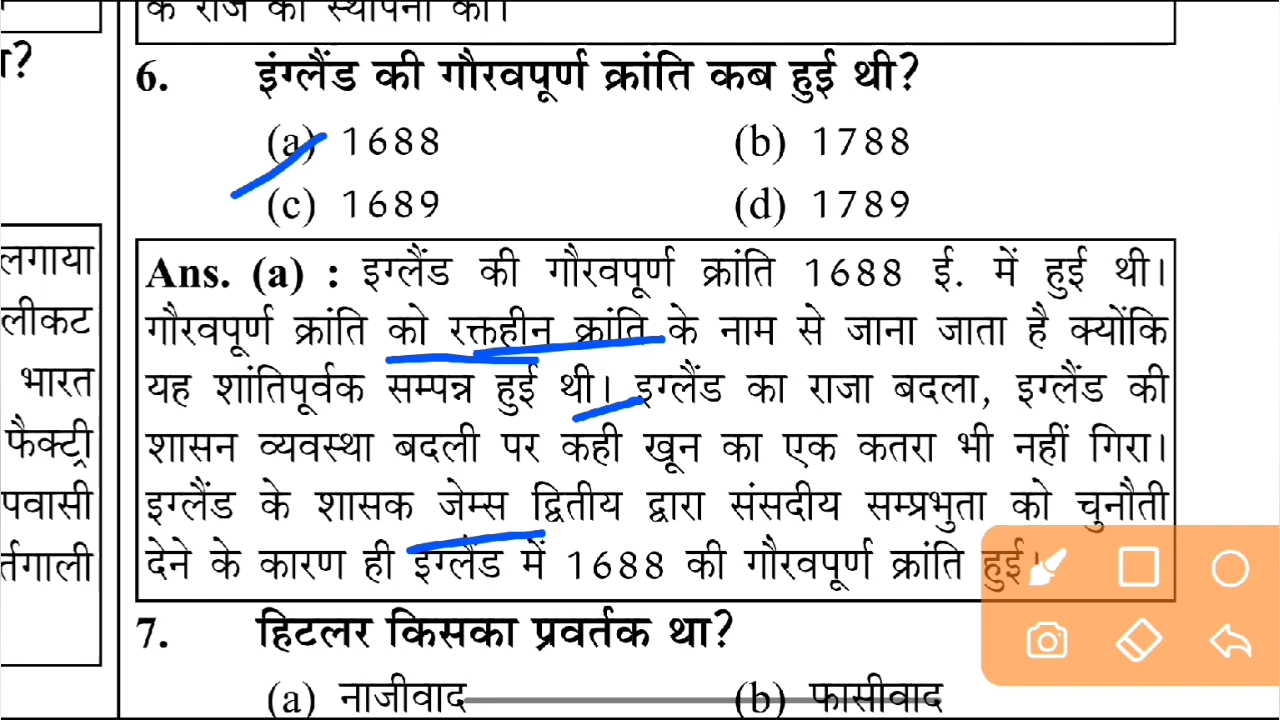 के राज की स्थापना की।
6. इंग्लैंड की गौरवपूर्ण क्रांति कब हुई थी?
(a) 1688 (b) 1788
(c) 1689 (d) 1789
Ans. (a) : इग्लैंड की गौरवपूर्ण क्रांति 1688 ई. में हुई थी।
गौरवपूर्ण क्रांति को रक्तहीन क्रांति के नाम से जाना जाता है क्योंकि
यह शांतिपूर्वक सम्पन्न हुई थी। इग्लैंड का राजा बदला, इग्लैंड की
शासन व्यवस्था बदली पर कही खून का एक कतरा भी नहीं गिरा।
इग्लैंड के शासक जेम्स द्वितीय द्वारा संसदीय सम्प्रभुता को चुनौती
देने के कारण ही इंग्लैंड में 1688 की गौरवपूर्ण क्रांति हुई।
7. हिटलर किसका प्रवर्तक था?
(a) नाजीवाद (b) फासीवाद
लगाया
लीकट
भारत
फैक्ट्री
पवासी
र्तगाली